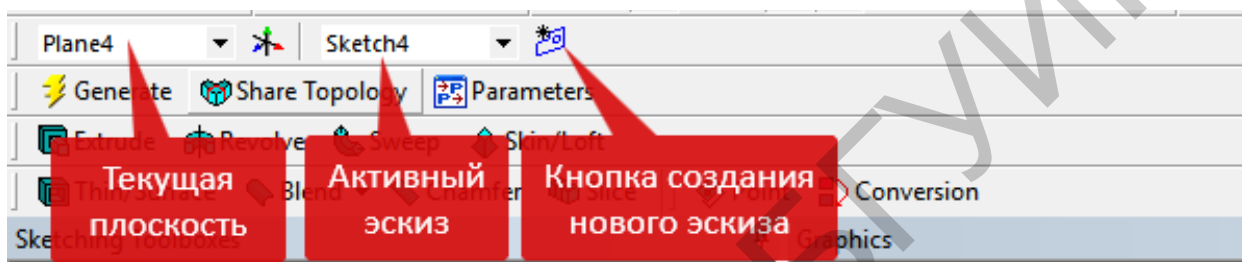 Plane4 Sketch4
Generate Share Topology Parameters
Extrude Revolve Sweep Skin/Loft
Thin/Surface Blend Chamfer Slice Point Conversion
Sketching Toolboxes Graphics
Текущая
плоскость
Активный
эскиз
Кнопка создания
нового эскиза
БГУИ